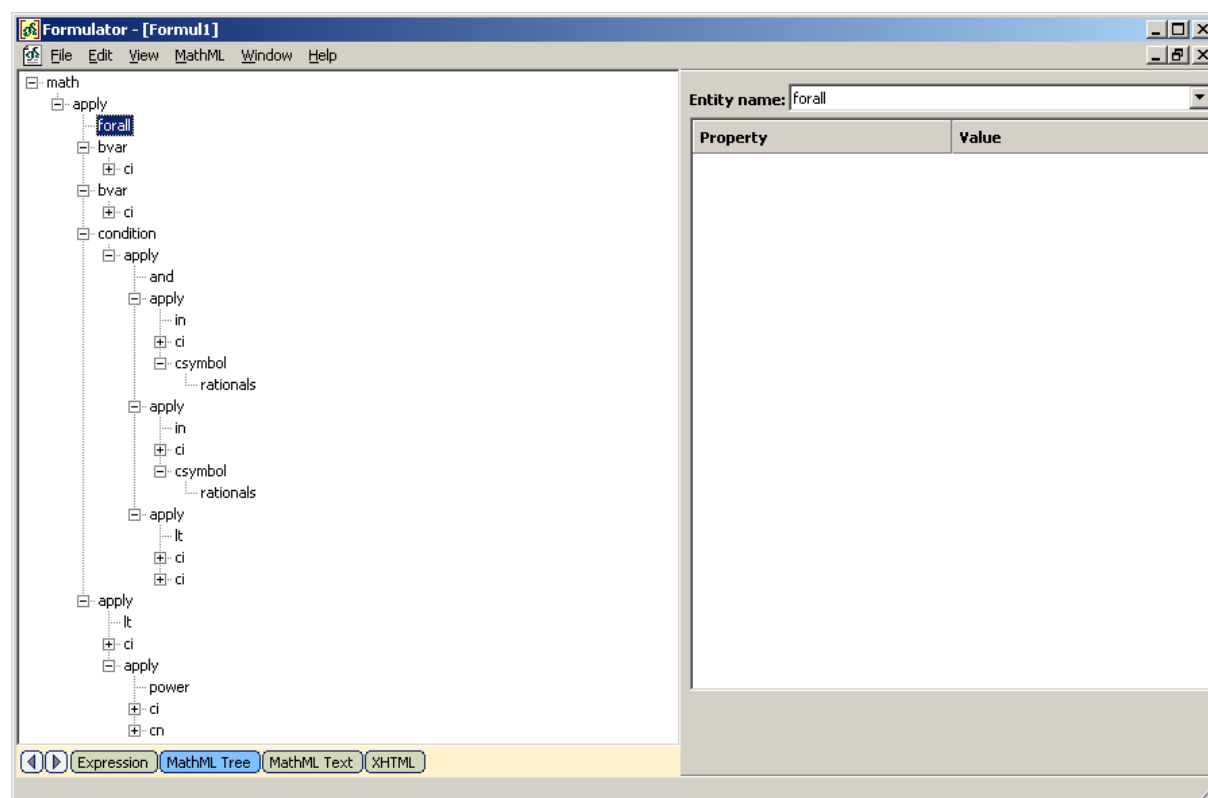 Formulator - [Formul1]
File Edit View MathML Window Help
math
apply
forall
bvar
ci
bvar
ci
condition
apply
and
apply
in
ci
csymbol
rationals
apply
in
ci
csymbol
rationals
apply
lt
ci
ci
apply
lt
ci
apply
power
ci
cn
Entity name: forall
Property Value
Expression MathML Tree MathML Text XHTML